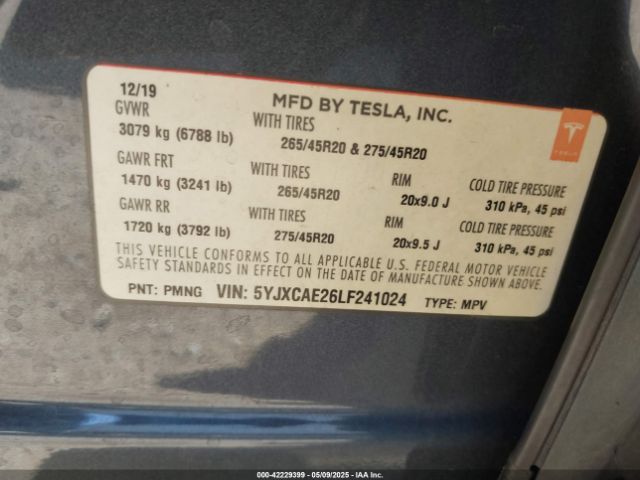 12/19
MFD BY TESLA, INC.
GVWR
3079 kg (6788 lb)
WITH TIRES
265/45R20 & 275/45R20
TESLA
GAWR FRT
1470 kg (3241 lb)
WITH TIRES
265/45R20
RIM
20x9.0 J
COLD TIRE PRESSURE
310 kPa, 45 psi
GAWR RR
1720 kg (3792 lb)
WITH TIRES
275/45R20
RIM
20x9.5 J
COLD TIRE PRESSURE
310 kPa, 45 psi
THIS VEHICLE CONFORMS TO ALL APPLICABLE U.S. FEDERAL MOTOR VEHICLE
SAFETY STANDARDS IN EFFECT ON THE DATE OF MANUFACTURE SHOWN ABOVE.
PNT: PMNG VIN: 5YJXCAE26LF241024 TYPE: MPV
000-42229399 | 05/09/2025 | IAA Inc.